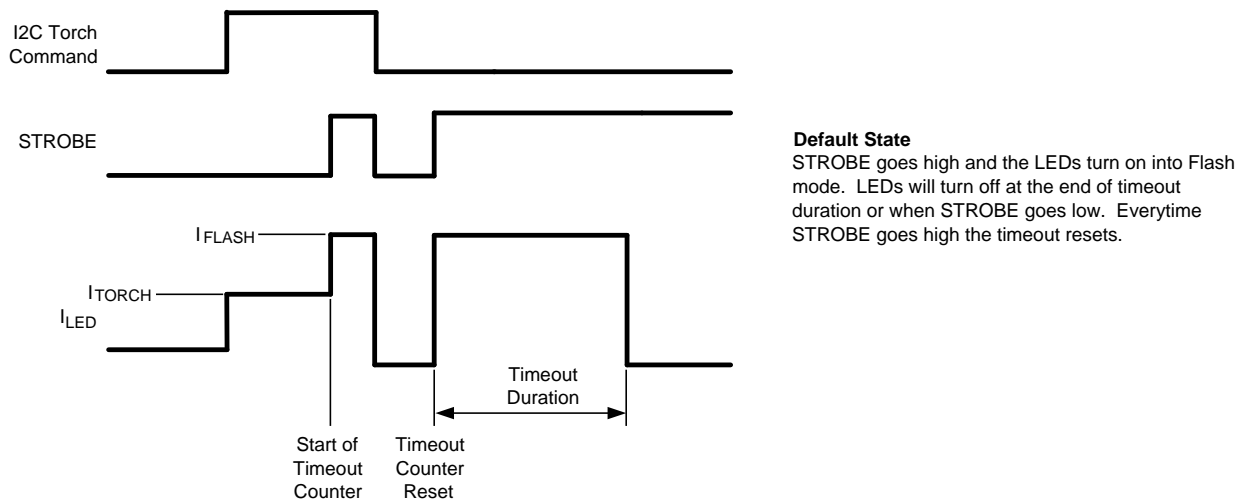 I2C Torch
Command
STROBE
Default State
STROBE goes high and the LEDs turn on into Flash
mode. LEDs will turn off at the end of timeout
duration or when STROBE goes low. Everytime
STROBE goes high the timeout resets.
IFLASH
ITORCH
ILED
Timeout
Duration
Start of
Timeout
Counter
Timeout
Counter
Reset